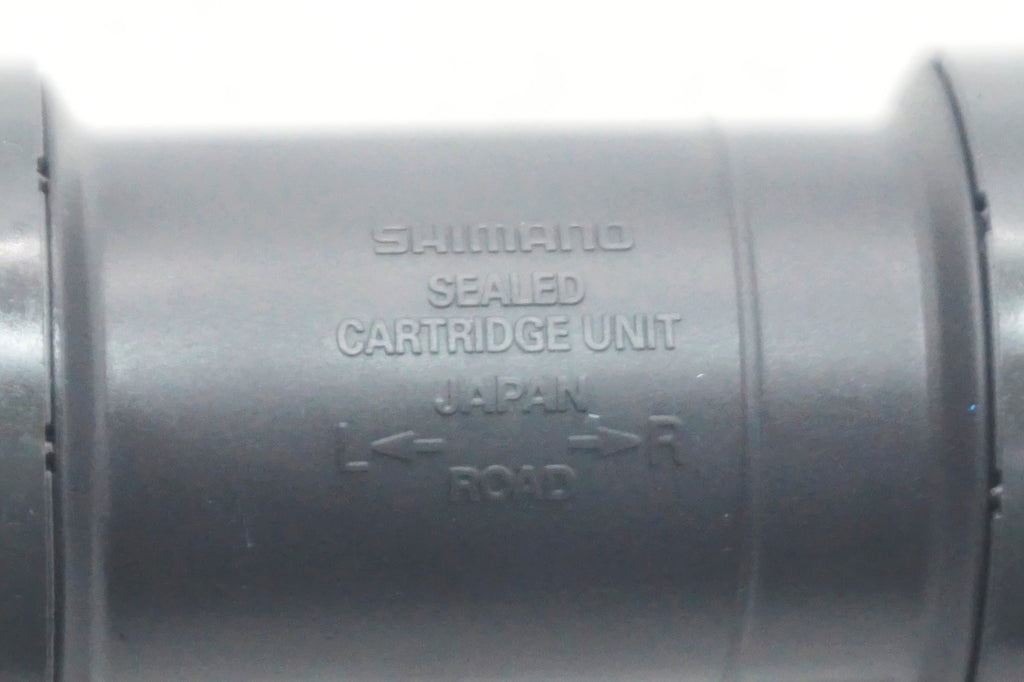 SHIMANO
SEALED
CARTRIDGE UNIT
JAPAN
L ← → R
ROAD